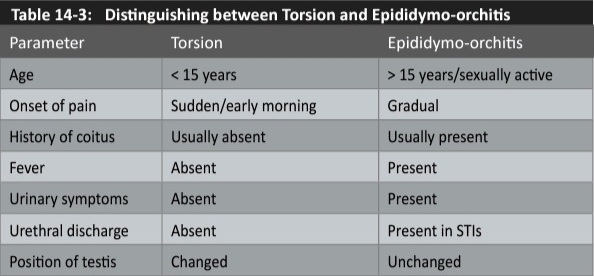 Table 14-3: Distinguishing between Torsion and Epididymo-orchitis
Parameter Torsion Epididymo-orchitis
Age < 15 years > 15 years/sexually active
Onset of pain Sudden/early morning Gradual
History of coitus Usually absent Usually present
Fever Absent Present
Urinary symptoms Absent Present
Urethral discharge Absent Present in STIs
Position of testis Changed Unchanged